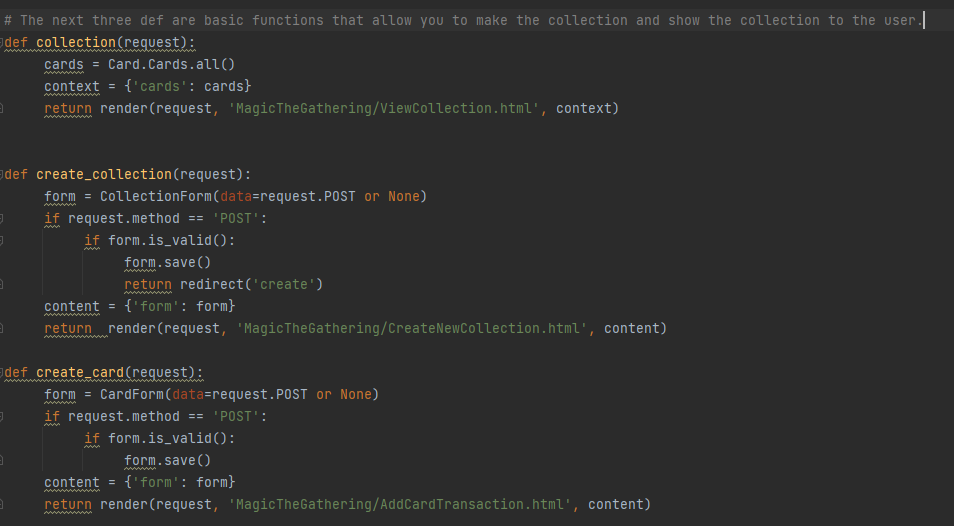 # The next three def are basic functions that allow you to make the collection and show the collection to the user.
def collection(request):
    cards = Card.Cards.all()
    context = {'cards': cards}
    return render(request, 'MagicTheGathering/ViewCollection.html', context)
def create_collection(request):
    form = CollectionForm(data=request.POST or None)
    if request.method == 'POST':
        if form.is_valid():
            form.save()
            return redirect('create')
    content = {'form': form}
    return  render(request, 'MagicTheGathering/CreateNewCollection.html', content)
def create_card(request):
    form = CardForm(data=request.POST or None)
    if request.method == 'POST':
        if form.is_valid():
            form.save()
    content = {'form': form}
    return render(request, 'MagicTheGathering/AddCardTransaction.html', content)